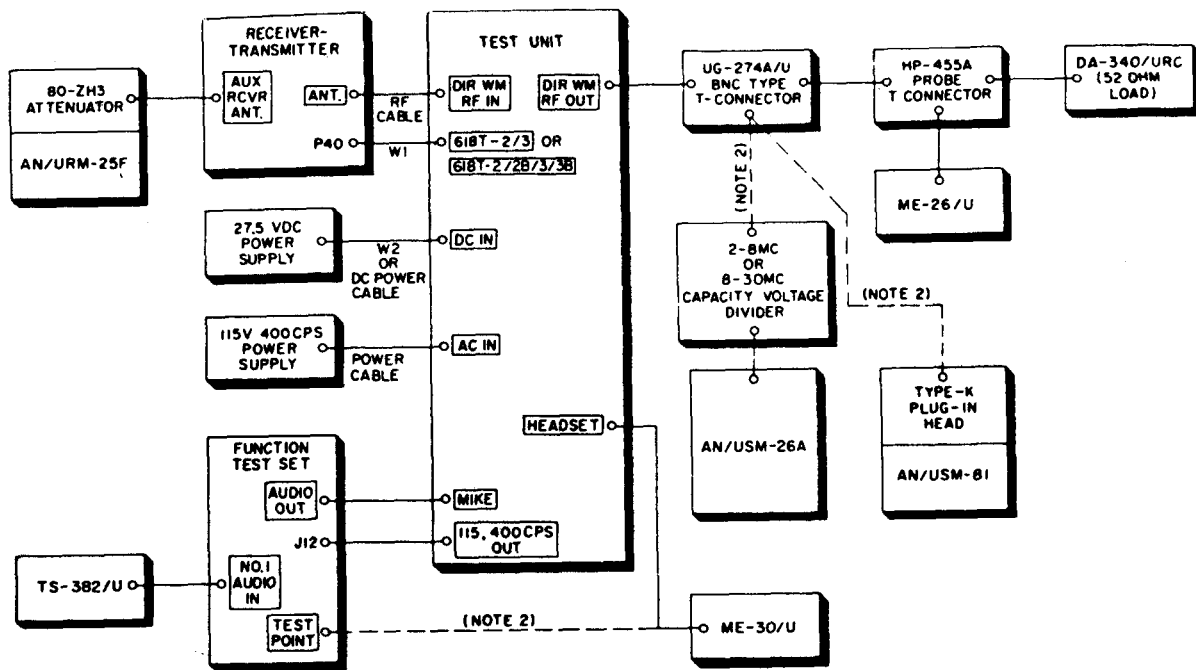 80-ZH3
ATTENUATOR
AN/URM-25F
RECEIVER-
TRANSMITTER
AUX
RCVR
ANT.
ANT.
P40
RF
CABLE
W1
TEST UNIT
DIR WM
RF IN
DIR WM
RF OUT
618T-2/3 OR
618T-2/2B/3/3B
27.5 VDC
POWER
SUPPLY
W2
OR
DC POWER
CABLE
DC IN
115V 400CPS
POWER
SUPPLY
POWER
CABLE
AC IN
HEADSET
MIKE
115, 400CPS
OUT
FUNCTION
TEST SET
AUDIO
OUT
J12
NO.1
AUDIO
IN
TEST
POINT
TS-382/U
(NOTE 2)
ME-30/U
UG-274A/U
BNC TYPE
T-CONNECTOR
HP-455A
PROBE
T CONNECTOR
DA-340/URC
(52 OHM
LOAD)
ME-26/U
(NOTE 2)
2-8MC
OR
8-30MC
CAPACITY VOLTAGE
DIVIDER
AN/USM-26A
(NOTE 2)
TYPE-K
PLUG-IN
HEAD
AN/USM-81